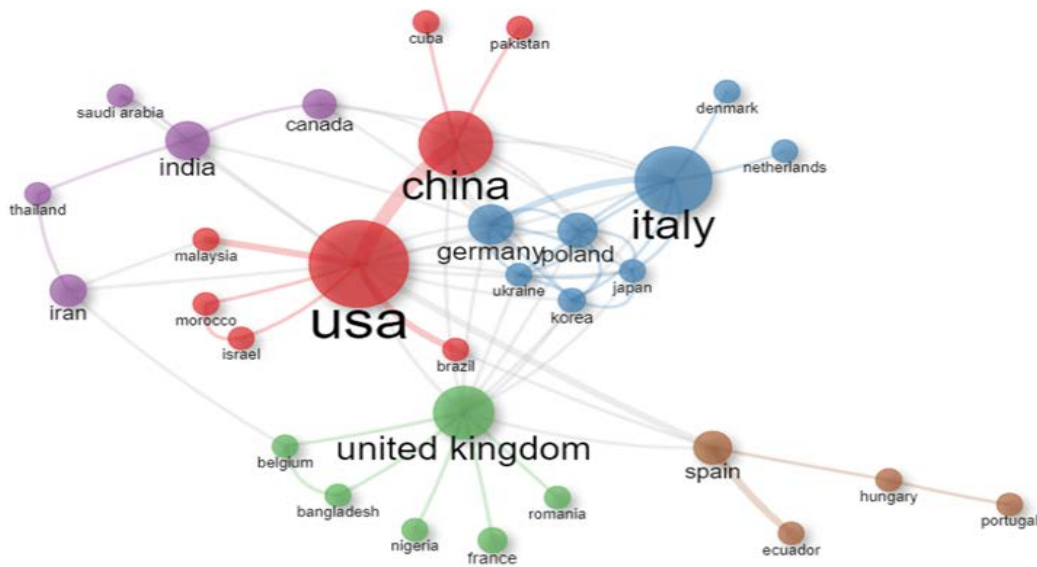 cuba
pakistan
saudi arabia
canada
denmark
india
china
netherlands
thailand
italy
malaysia
germany
poland
ukraine
japan
iran
morocco
usa
korea
israel
brazil
united kingdom
belgium
spain
bangladesh
romania
hungary
portugal
nigeria
france
ecuador